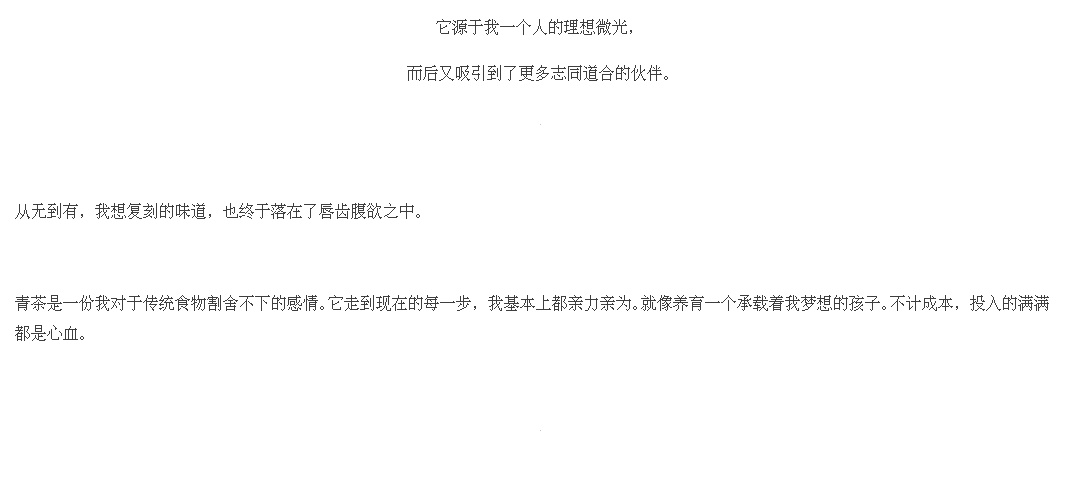 它源于我一个人的理想微光，
而后又吸引到了更多志同道合的伙伴。
从无到有，我想复刻的味道，也终于落在了唇齿腹欲之中。
青茶是一份我对于传统食物割舍不下的感情。它走到现在的每一步，我基本上都亲力亲为。就像养育一个承载着我梦想的孩子。不计成本，投入的满满
都是心血。